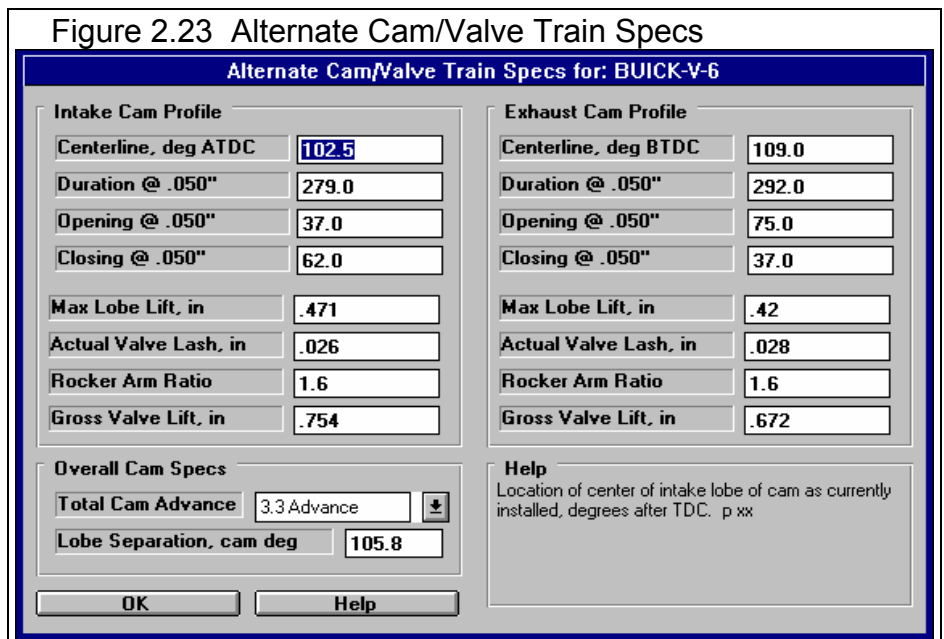 Figure 2.23 Alternate Cam/Valve Train Specs
Alternate Cam/Valve Train Specs for: BUICK-V-6
Intake Cam Profile
Centerline, deg ATDC 102.5
Duration @ .050" 279.0
Opening @ .050" 37.0
Closing @ .050" 62.0
Max Lobe Lift, in .471
Actual Valve Lash, in .026
Rocker Arm Ratio 1.6
Gross Valve Lift, in .754
Exhaust Cam Profile
Centerline, deg BTDC 109.0
Duration @ .050" 292.0
Opening @ .050" 75.0
Closing @ .050" 37.0
Max Lobe Lift, in .42
Actual Valve Lash, in .028
Rocker Arm Ratio 1.6
Gross Valve Lift, in .672
Overall Cam Specs
Total Cam Advance 3.3 Advance
Lobe Separation, cam deg 105.8
Help
Location of center of intake lobe of cam as currently
installed, degrees after TDC. p xx
OK Help